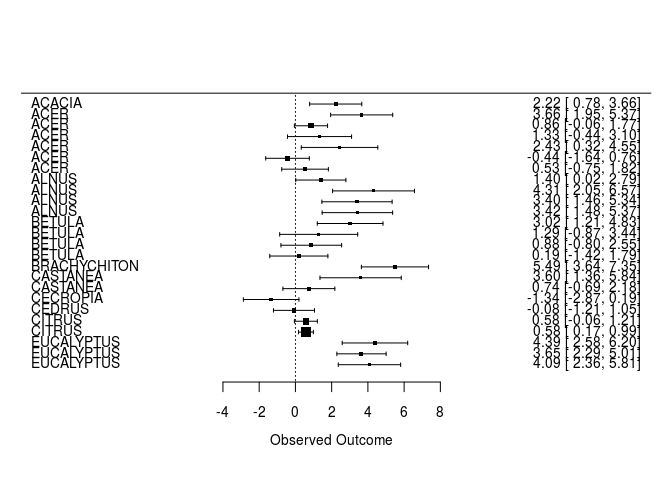 ACACIA 2.22 [ 0.78, 3.66]
ACER 3.66 [ 1.95, 5.37]
ACER 0.86 [-0.06, 1.77]
ACER 1.33 [-0.44, 3.10]
ACER 2.43 [ 0.32, 4.55]
ACER -0.44 [-1.64, 0.76]
ACER 0.53 [-0.75, 1.82]
ALNUS 1.40 [ 0.02, 2.79]
ALNUS 4.31 [ 2.05, 6.57]
ALNUS 3.40 [ 1.46, 5.34]
ALNUS 3.42 [ 1.48, 5.37]
BETULA 3.02 [ 1.21, 4.83]
BETULA 1.29 [-0.87, 3.44]
BETULA 0.88 [-0.80, 2.55]
BETULA 0.19 [-1.42, 1.79]
BRACHYCHITON 5.49 [ 3.64, 7.35]
CASTANEA 3.60 [ 1.36, 5.84]
CASTANEA 0.74 [-0.69, 2.18]
CECROPIA -1.34 [-2.87, 0.19]
CEDRUS -0.08 [-1.21, 1.05]
CITRUS 0.58 [-0.06, 1.21]
CITRUS 0.58 [ 0.17, 0.99]
EUCALYPTUS 4.39 [ 2.58, 6.20]
EUCALYPTUS 3.65 [ 2.29, 5.01]
EUCALYPTUS 4.09 [ 2.36, 5.81]
-4 -2 0 2 4 6 8
Observed Outcome